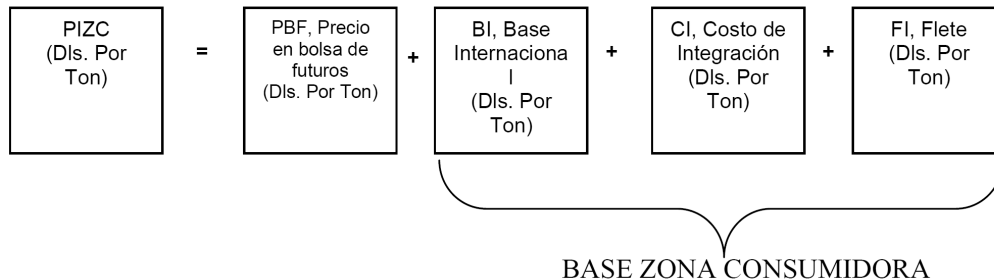 PIZC
(Dls. Por
Ton)
=
PBF, Precio
en bolsa de
futuros
(Dls. Por Ton)
+
BI, Base
Internaciona
l
(Dls. Por
Ton)
+
CI, Costo de
Integración
(Dls. Por
Ton)
+
FI, Flete
(Dls. Por
Ton)
BASE ZONA CONSUMIDORA